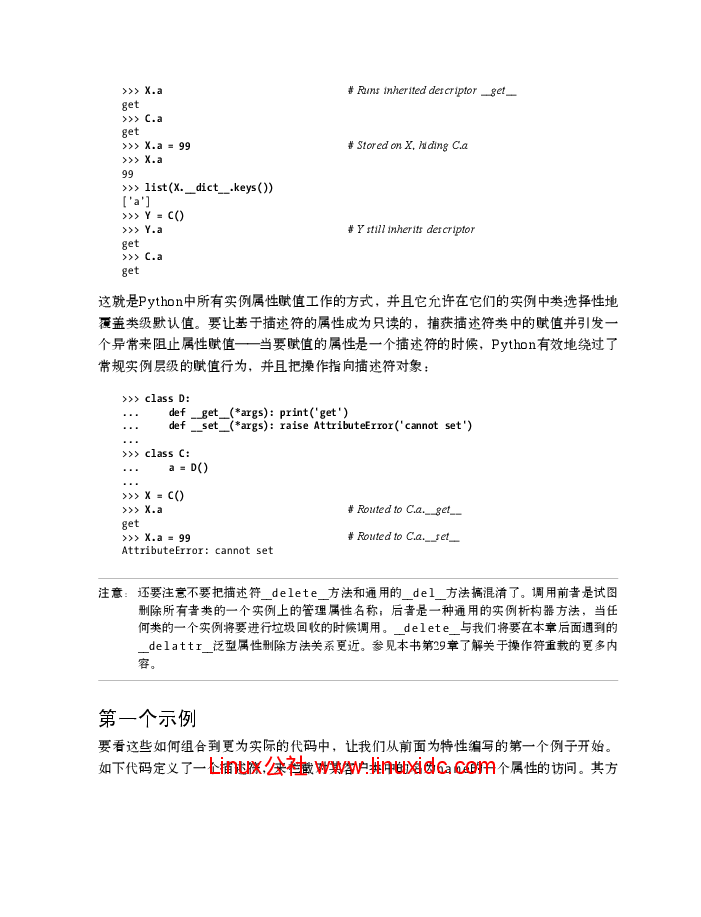 >>> X.a # Runs inherited descriptor __get__
get
>>> C.a
get
>>> X.a = 99 # Stored on X, hiding C.a
>>> X.a
99
>>> list(X.__dict__.keys())
['a']
>>> Y = C()
>>> Y.a # Y still inherits descriptor
get
>>> C.a
get
这就是Python中所有实例属性赋值工作的方式，并且它允许在它们的实例中类选择性地
覆盖类级默认值。要让基于描述符的属性成为只读的，捕获描述符类中的赋值并引发一
个异常来阻止属性赋值——当要赋值的属性是一个描述符的时候，Python有效地绕过了
常规实例层级的赋值行为，并且把操作指向描述符对象：
>>> class D:
... def __get__(*args): print('get')
... def __set__(*args): raise AttributeError('cannot set')
...
>>> class C:
... a = D()
...
>>> X = C()
>>> X.a # Routed to C.a.__get__
get
>>> X.a = 99 # Routed to C.a.__set__
AttributeError: cannot set
注意： 还要注意不要把描述符__delete__方法和通用的__del__方法搞混淆了。调用前者是试图
删除所有者类的一个实例上的管理属性名称；后者是一种通用的实例析构器方法，当任
何类的一个实例将要进行垃圾回收的时候调用。__delete__与我们将要在本章后面遇到的
__delattr__泛型属性删除方法关系更近。参见本书第29章了解关于操作符重载的更多内
容。
第一个示例
要看这些如何组合到更为实际的代码中，让我们从前面为特性编写的第一个例子开始。
如下代码定义了一个描述符，来拦截对 类中的名为name的一个属性的访问。其方
Linux公社 www.linuxidc.com